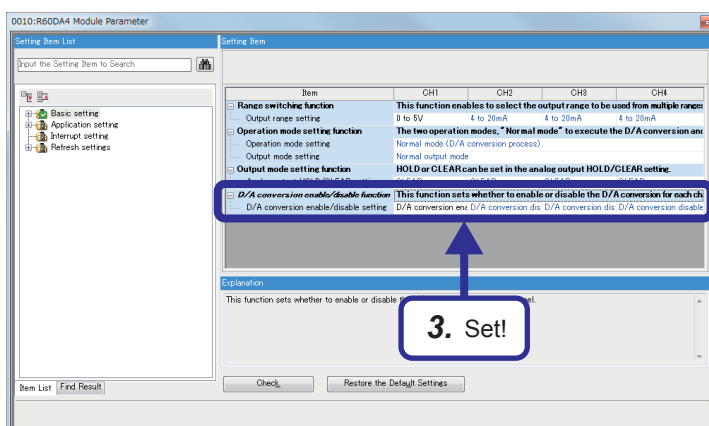 0010:R60DA4 Module Parameter
Setting Item List
Setting Item
Input the Setting Item to Search
Basic setting
Application setting
Interrupt setting
Refresh settings
Item CH1 CH2 CH3 CH4
Range switching function This function enables to select the output range to be used from multiple ranges
Output range setting 0 to 5V 4 to 20mA 4 to 20mA 4 to 20mA
Operation mode setting function The two operation modes, "Normal mode" to execute the D/A conversion and
Operation mode setting Normal mode (D/A conversion process)
Output mode setting Normal output mode
Output mode setting function HOLD or CLEAR can be set in the analog output HOLD/CLEAR setting.
D/A conversion enable/disable function This function sets whether to enable or disable the D/A conversion for each ch
D/A conversion enable/disable setting D/A conversion ena D/A conversion dis D/A conversion dis D/A conversion disable
Explanation
This function sets whether to enable or disable
3. Set!
Item List Find Result
Check
Restore the Default Settings